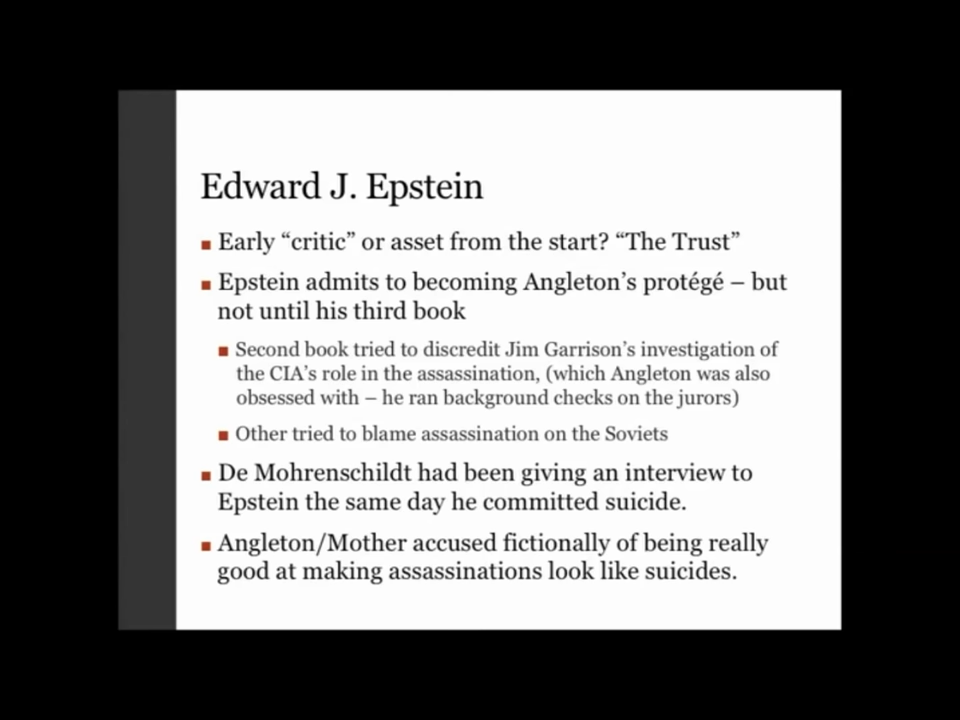 Edward J. Epstein
▪ Early “critic” or asset from the start? “The Trust”
▪ Epstein admits to becoming Angleton’s protégé – but
not until his third book
▪ Second book tried to discredit Jim Garrison’s investigation of
the CIA’s role in the assassination, (which Angleton was also
obsessed with – he ran background checks on the jurors)
▪ Other tried to blame assassination on the Soviets
▪ De Mohrenschildt had been giving an interview to
Epstein the same day he committed suicide.
▪ Angleton/Mother accused fictionally of being really
good at making assassinations look like suicides.